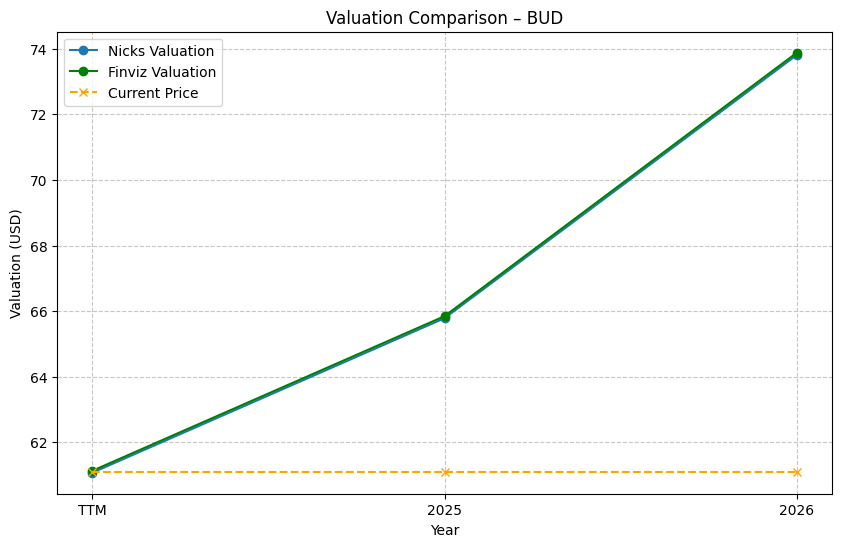 Valuation Comparison – BUD
Nicks Valuation
Finviz Valuation
Current Price
Valuation (USD)
74
72
70
68
66
64
62
TTM
2025
2026
Year